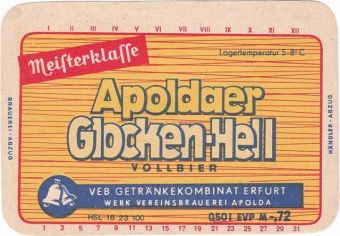 I II III IV V VI VII VIII IX X XI XII
Meisterklasse
Lagertemperatur 5-8°C
Apoldaer
Glocken-Hell
VOLLBIER
BRAUEREI-ABZUG
HÄNDLER-ABZUG
VEB GETRÄNKEKOMBINAT ERFURT
WERK VEREINSBRAUEREI APOLDA
HSL 18 23 100
0,50 l EVP M -,72
1 3 5 7 9 11 13 15 17 19 21 23 25 27 29 31